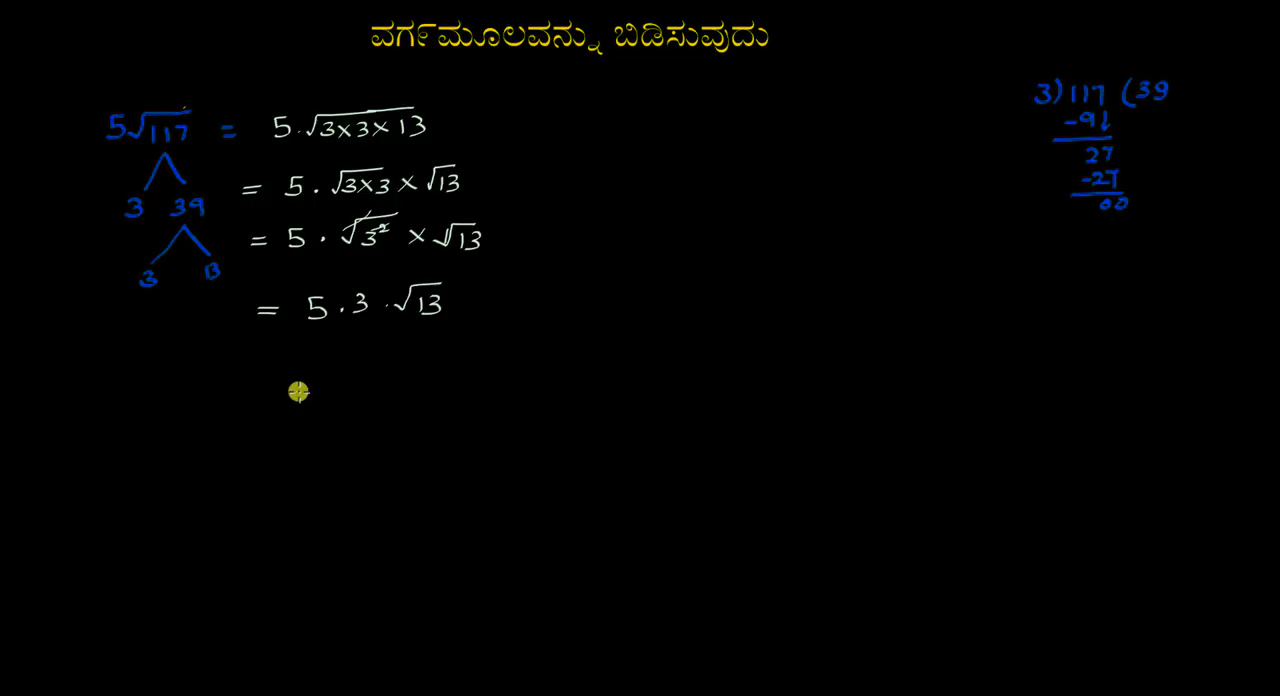 ವರ್ಗಮೂಲವನ್ನು ಬಿಡಿಸುವುದು
5√117 = 5·√3×3×13
3 39
= 5·√3×3 × √13
3 13
= 5·√3² × √13
= 5·3·√13
3)117(39
-9↓
27
-27
00